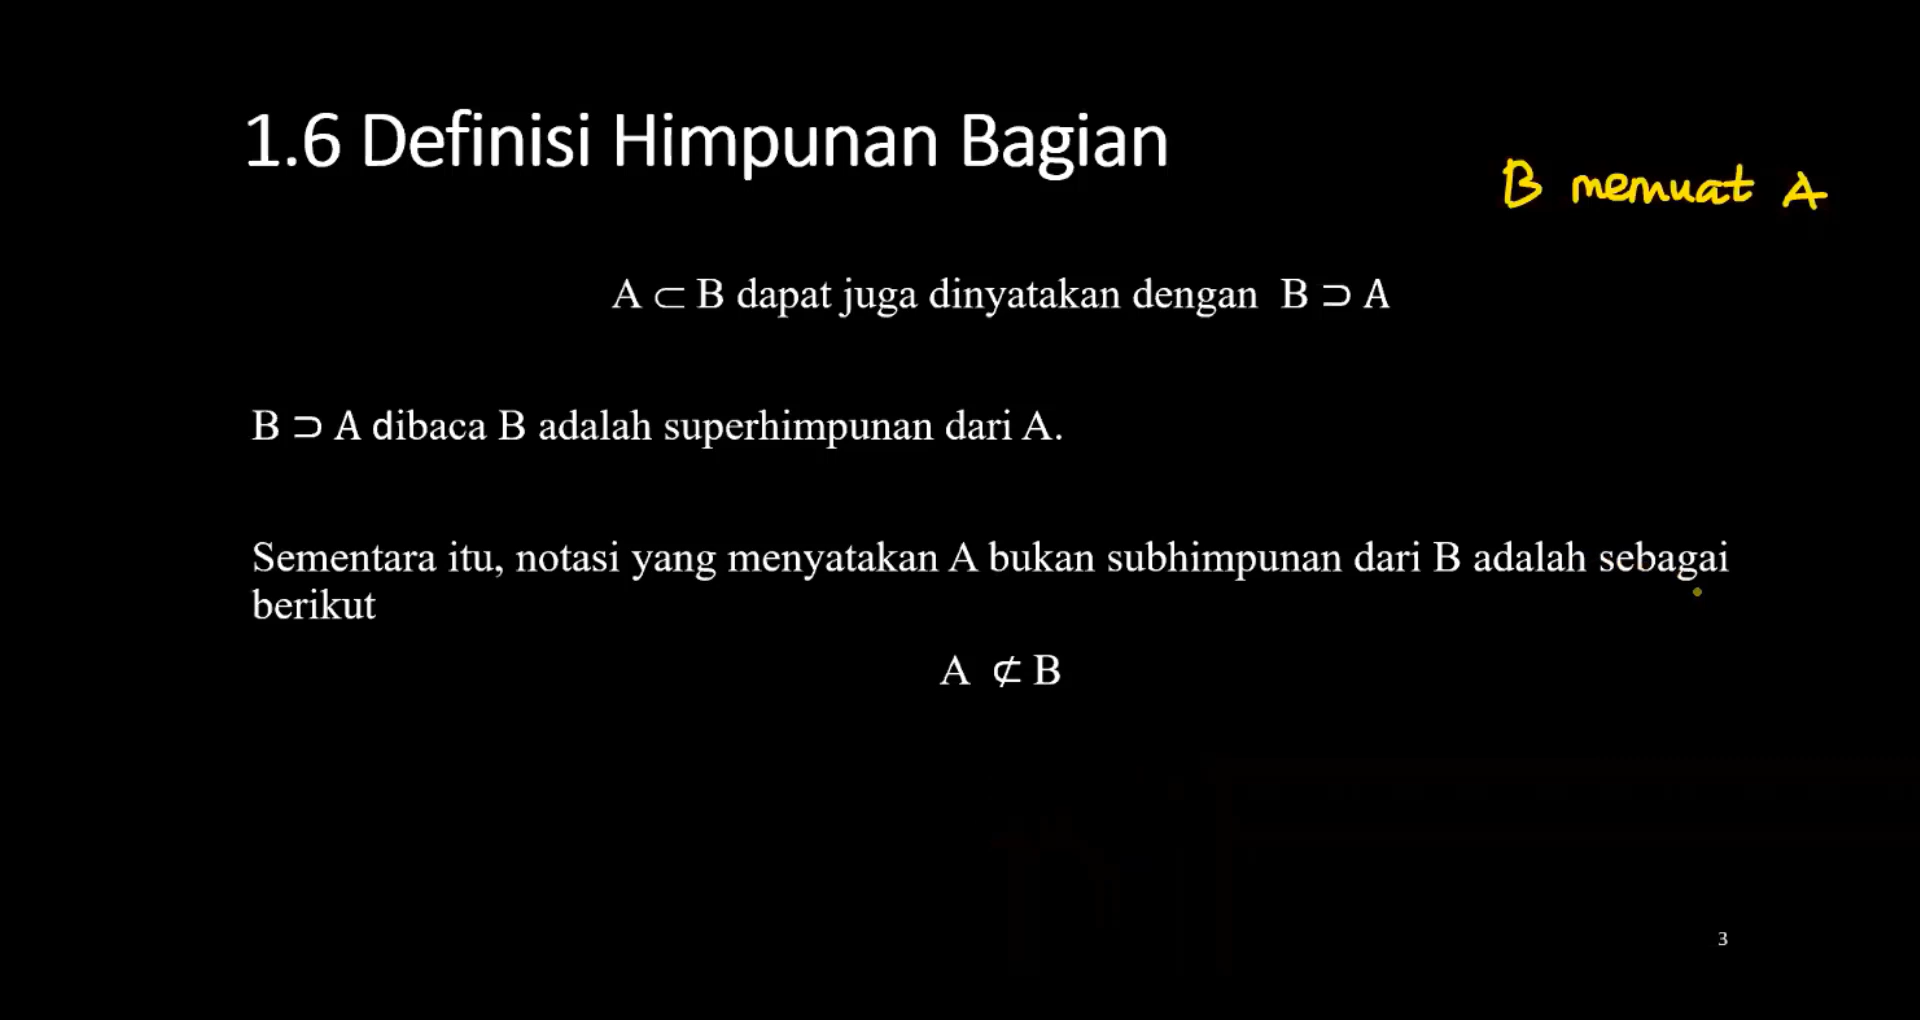 1.6 Definisi Himpunan Bagian
B memuat A
A ⊂ B dapat juga dinyatakan dengan B ⊃ A
B ⊃ A dibaca B adalah superhimpunan dari A.
Sementara itu, notasi yang menyatakan A bukan subhimpunan dari B adalah sebagai
berikut
A ⊄ B
3